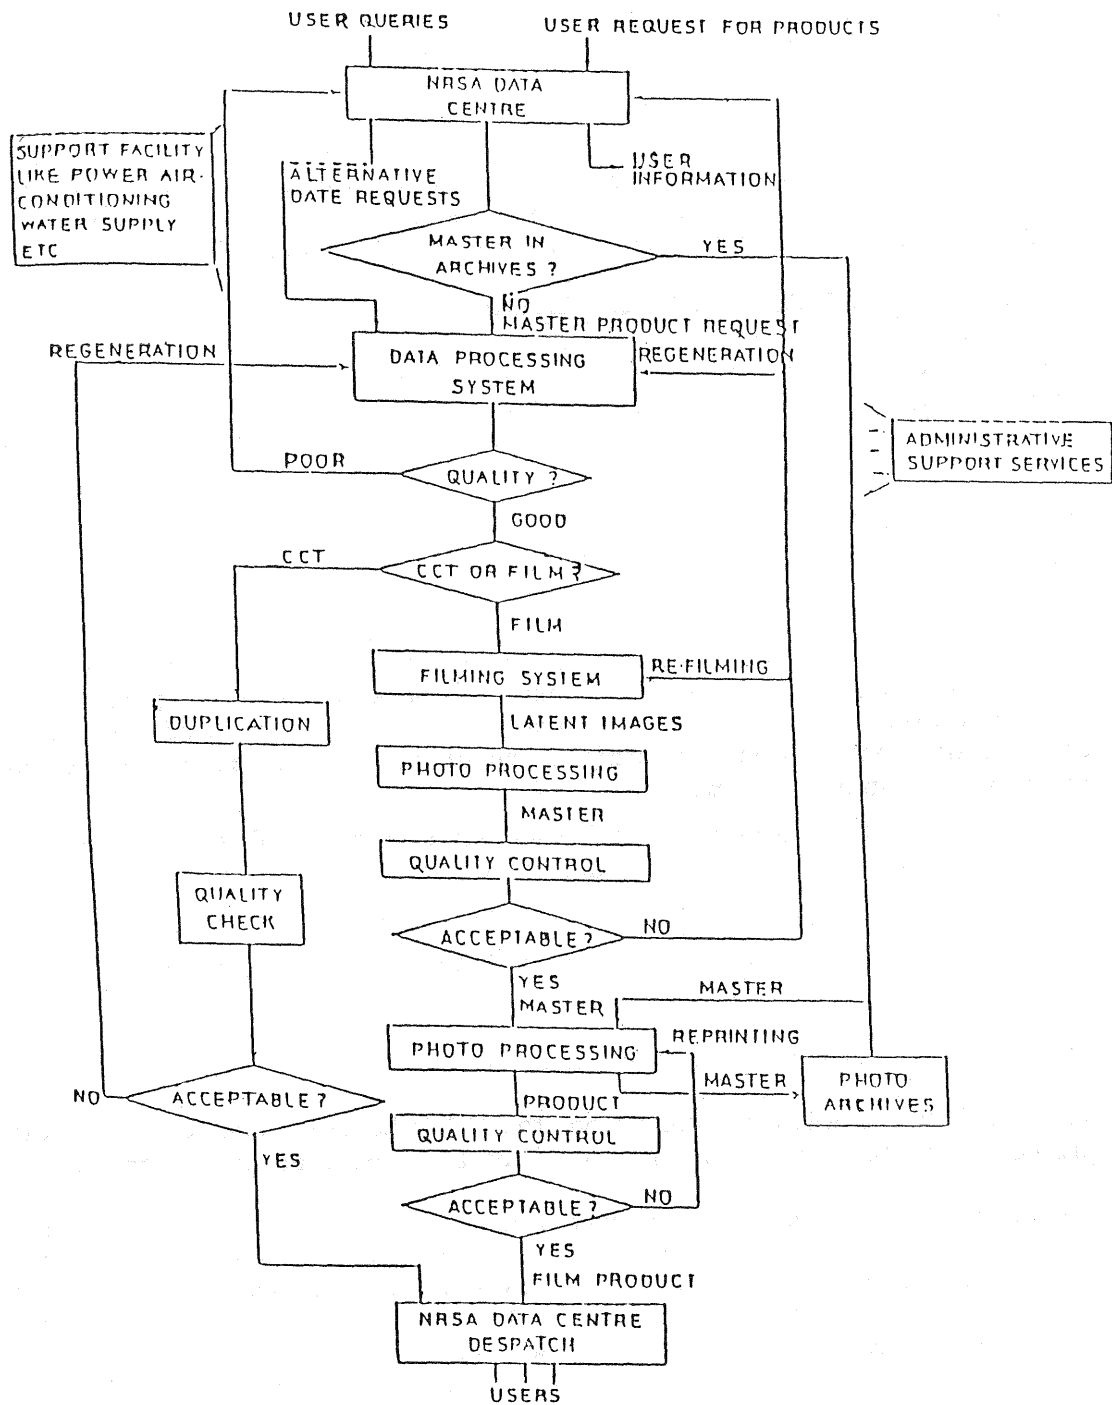 USER QUERIES
USER REQUEST FOR PRODUCTS
NRSA DATA
CENTRE
SUPPORT FACILITY
LIKE POWER AIR-
CONDITIONING
WATER SUPPLY
ETC
ALTERNATIVE
DATE REQUESTS
USER
INFORMATION
MASTER IN
ARCHIVES ?
YES
NO
MASTER PRODUCT REQUEST
REGENERATION
DATA PROCESSING
SYSTEM
REGENERATION
ADMINISTRATIVE
SUPPORT SERVICES
POOR
QUALITY ?
GOOD
CCT
CCT OR FILM ?
FILM
FILMING SYSTEM
RE-FILMING
DUPLICATION
LATENT IMAGES
PHOTO PROCESSING
MASTER
QUALITY CONTROL
QUALITY
CHECK
ACCEPTABLE ?
NO
YES
MASTER
MASTER
PHOTO PROCESSING
REPRINTING
MASTER
PHOTO
ARCHIVES
NO
ACCEPTABLE ?
PRODUCT
QUALITY CONTROL
YES
ACCEPTABLE ?
NO
YES
FILM PRODUCT
NRSA DATA CENTRE
DESPATCH
USERS